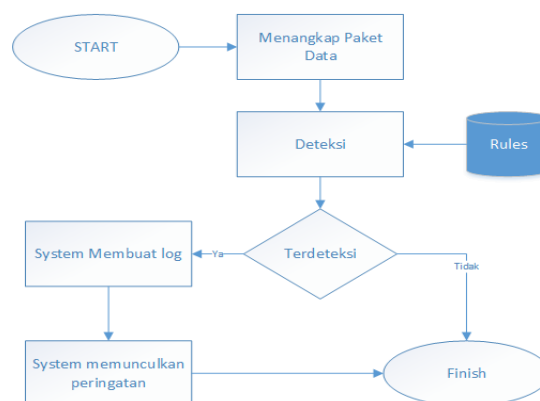 START
Menangkap Paket
Data
Deteksi
Rules
System Membuat log
Ya
Terdeteksi
Tidak
System memunculkan
peringatan
Finish